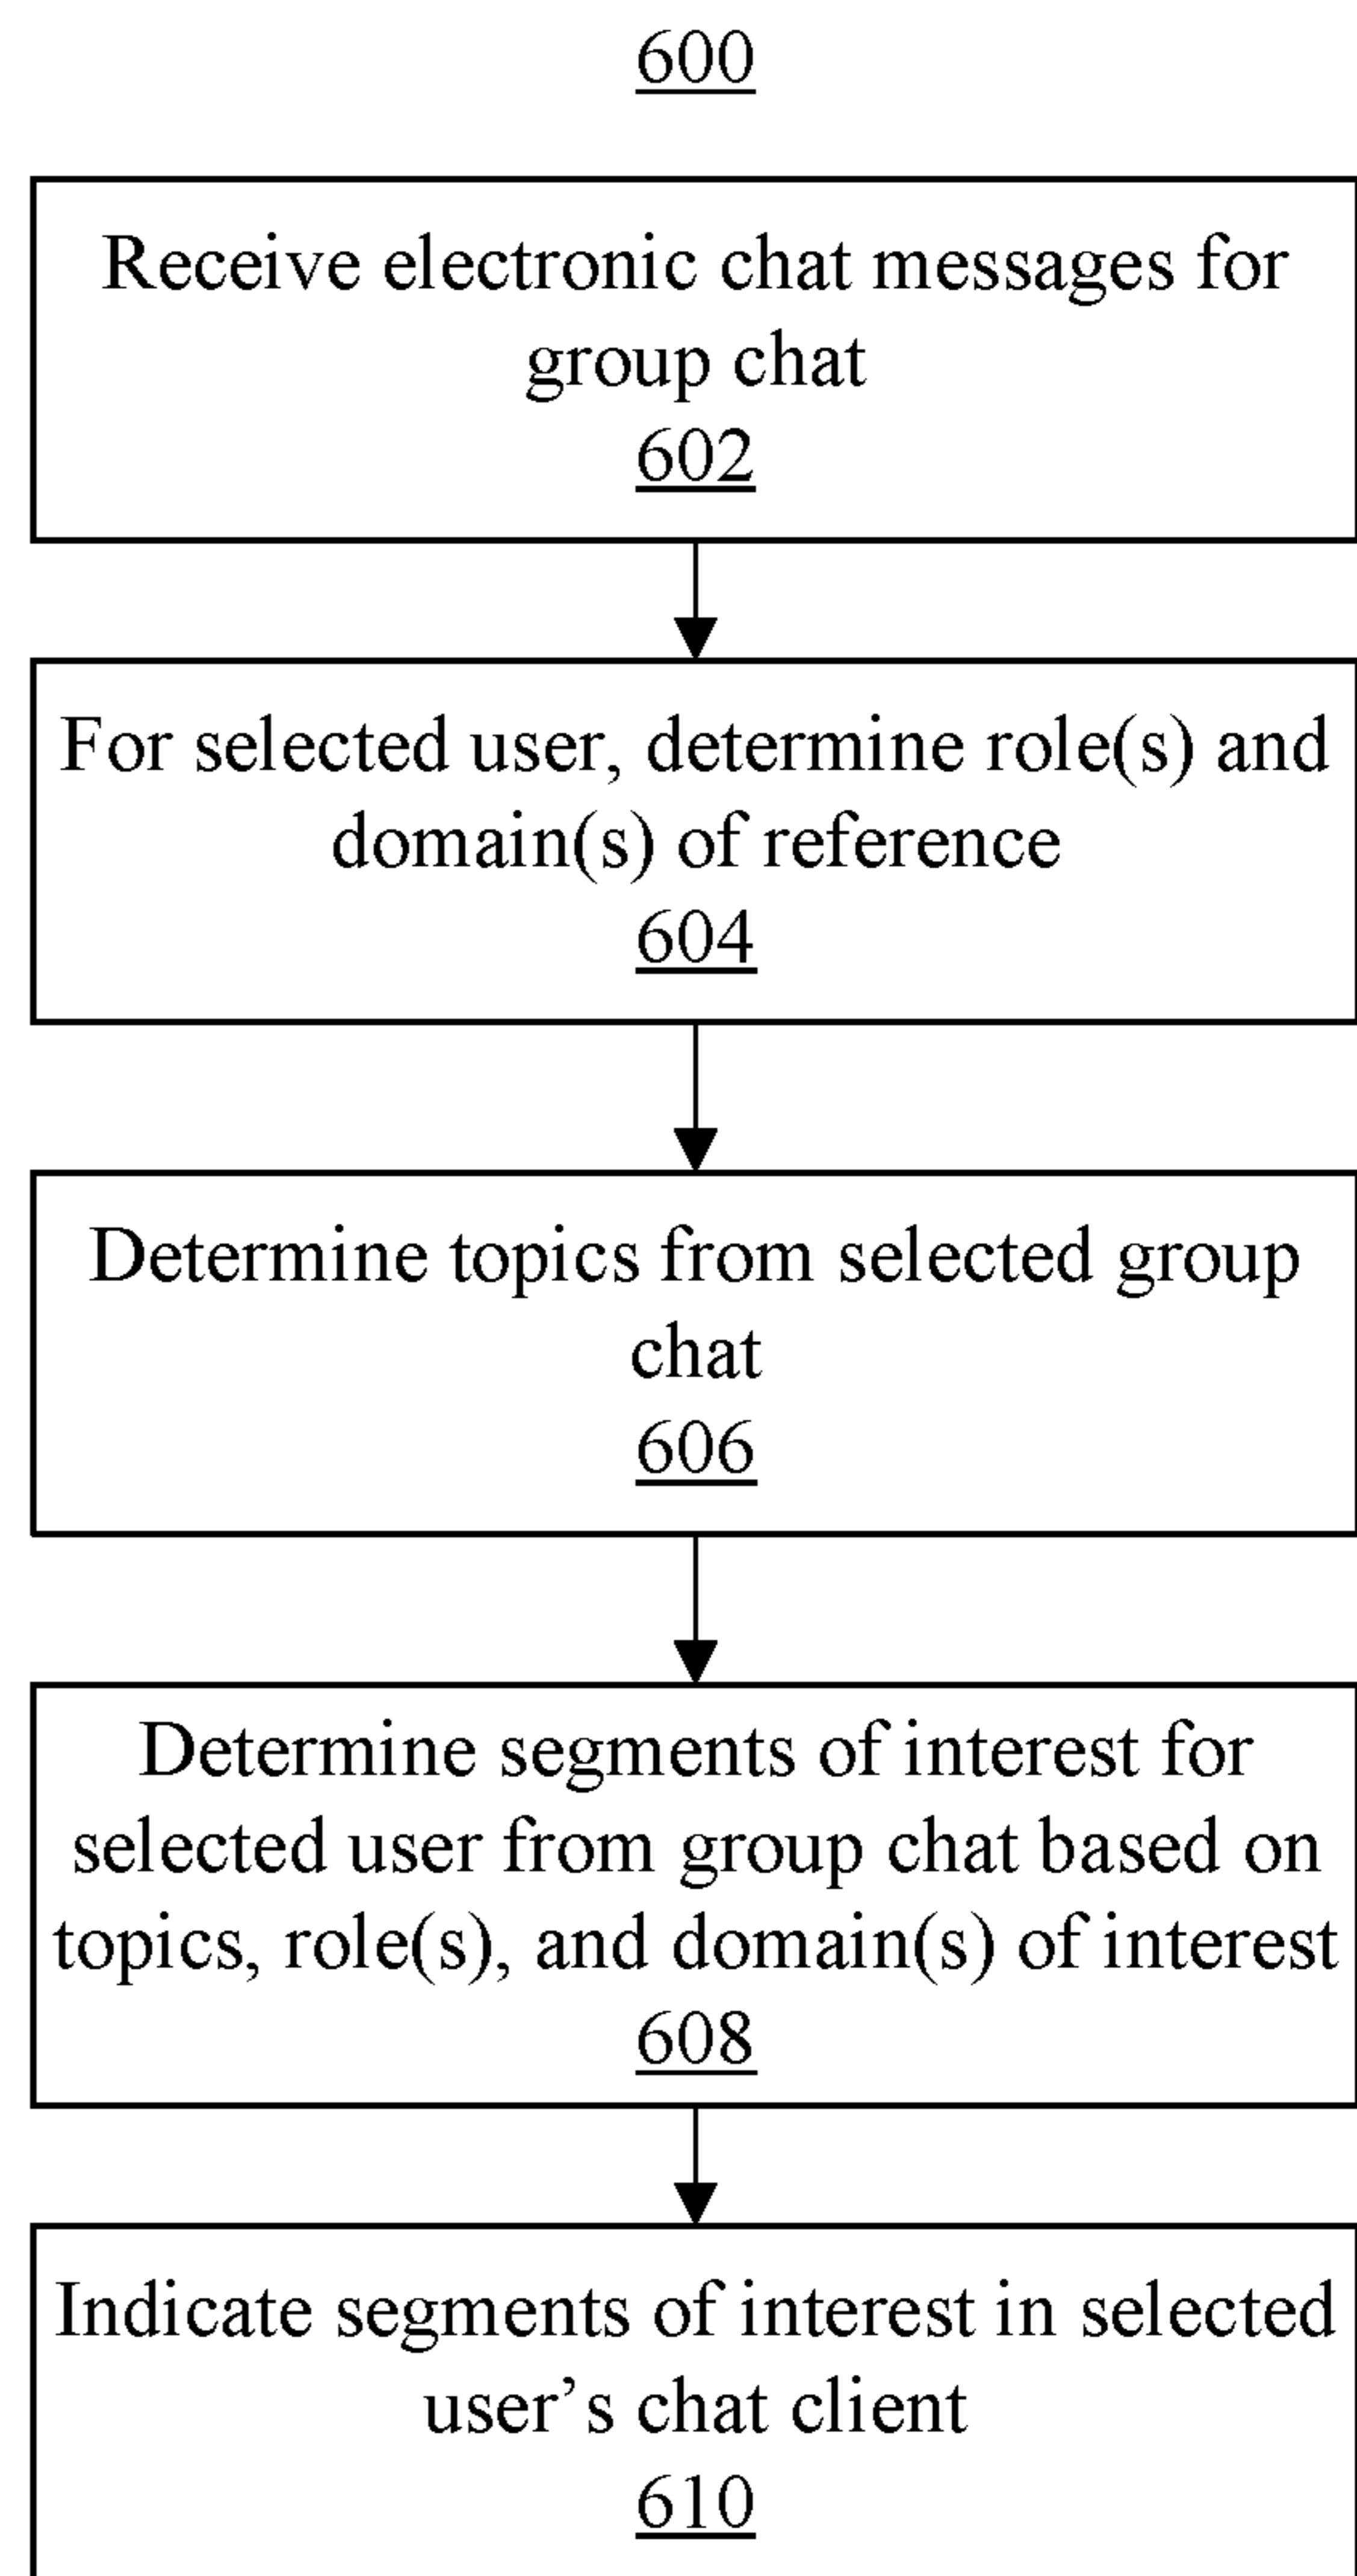 600
Receive electronic chat messages for
group chat
602
For selected user, determine role(s) and
domain(s) of reference
604
Determine topics from selected group
chat
606
Determine segments of interest for
selected user from group chat based on
topics, role(s), and domain(s) of interest
608
Indicate segments of interest in selected
user’s chat client
610